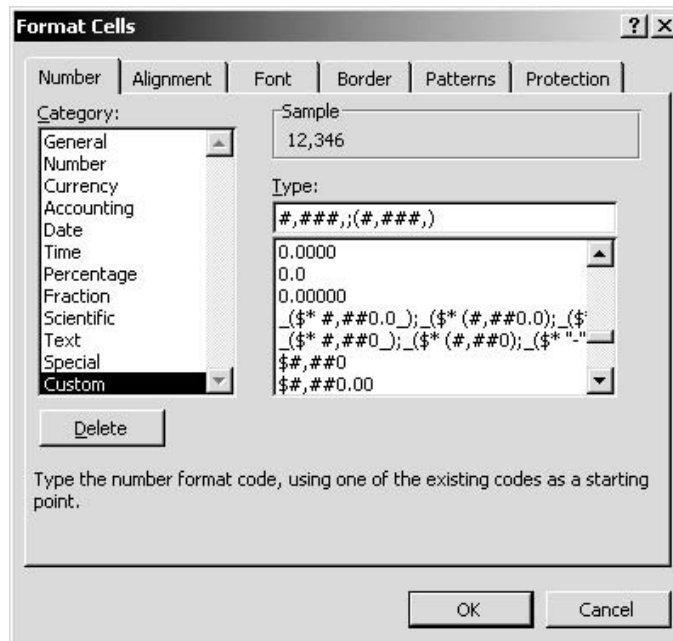 Format Cells
Number Alignment Font Border Patterns Protection
Category:
General
Number
Currency
Accounting
Date
Time
Percentage
Fraction
Scientific
Text
Special
Custom
Sample
12,346
Type:
#,###,;(#,###,)
0.0000
0.0
0.00000
_($* #,##0.0_);_($* (#,##0.0);_($*
_($* #,##0_);_($* (#,##0);_($* "-"
$#,##0
$#,##0.00
Delete
Type the number format code, using one of the existing codes as a starting
point.
OK Cancel